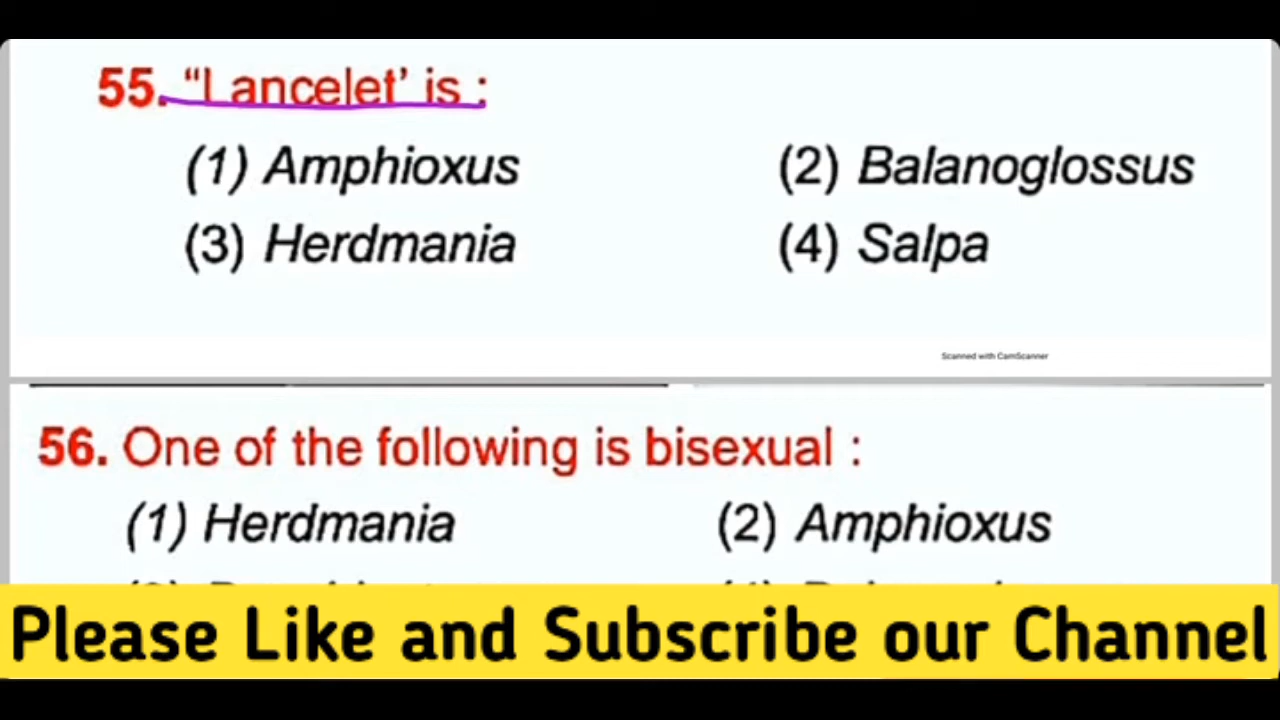 55. “Lancelet’ is :
(1) Amphioxus (2) Balanoglossus
(3) Herdmania (4) Salpa
Scanned with CamScanner
56. One of the following is bisexual :
(1) Herdmania (2) Amphioxus
Please Like and Subscribe our Channel